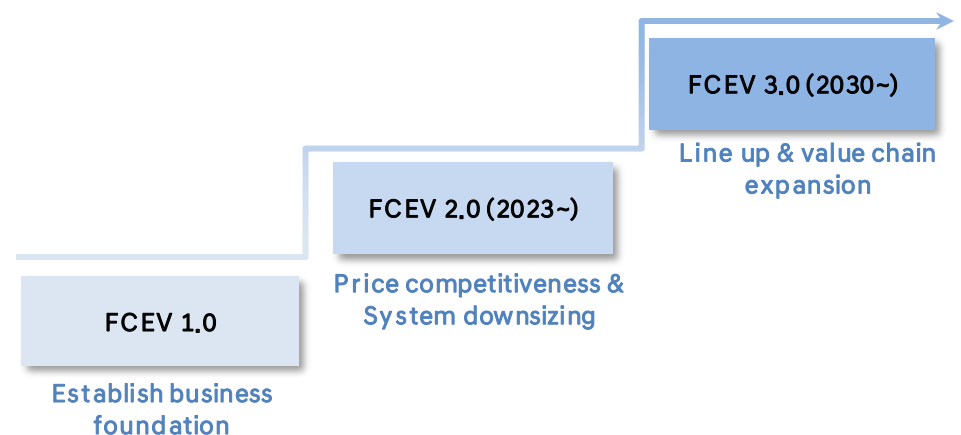 FCEV 3.0 (2030~)
Line up & value chain
expansion
FCEV 2.0 (2023~)
Price competitiveness &
System downsizing
FCEV 1.0
Establish business
foundation